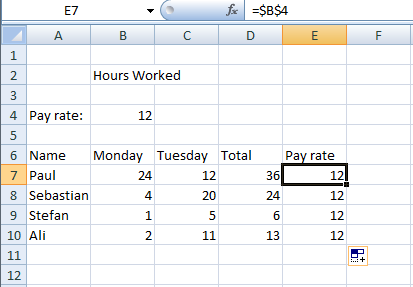 E7 fx =$B$4
A B C D E F
1
2 Hours Worked
3
4 Pay rate: 12
5
6 Name Monday Tuesday Total Pay rate
7 Paul 24 12 36 12
8 Sebastian 4 20 24 12
9 Stefan 1 5 6 12
10 Ali 2 11 13 12
11
12